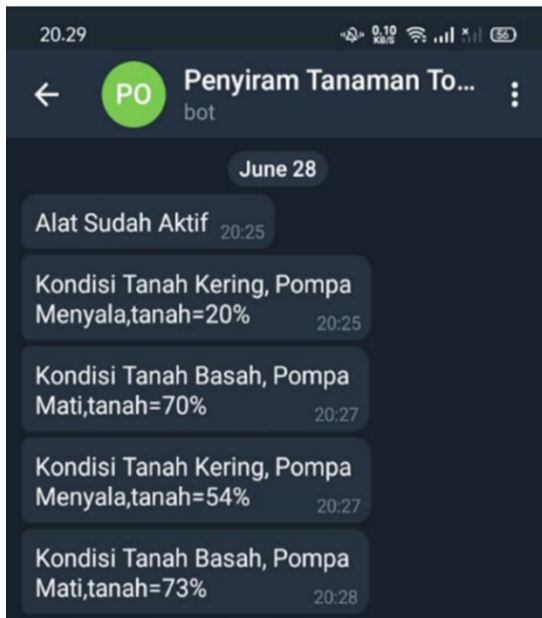 20.29
0.10
KB/S
56
PO
Penyiram Tanaman To...
bot
June 28
Alat Sudah Aktif 20:25
Kondisi Tanah Kering, Pompa
Menyala,tanah=20% 20:25
Kondisi Tanah Basah, Pompa
Mati,tanah=70% 20:27
Kondisi Tanah Kering, Pompa
Menyala,tanah=54% 20:27
Kondisi Tanah Basah, Pompa
Mati,tanah=73% 20:28